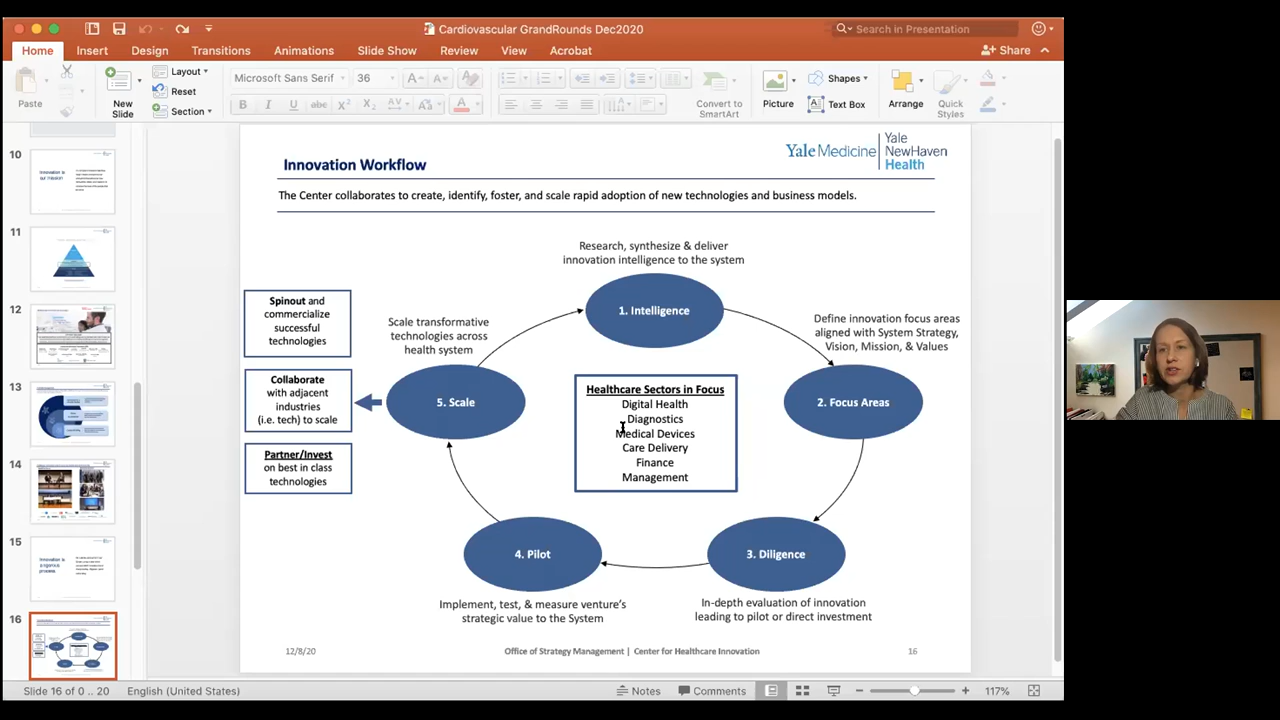 Cardiovascular GrandRounds Dec2020
Search in Presentation
Home Insert Design Transitions Animations Slide Show Review View Acrobat
Share
Paste
New
Slide
Layout
Reset
Section
Microsoft Sans Serif 36
B I U abc X² X₂ AV Aa A
Convert to
SmartArt
Picture
Shapes
Text Box
Arrange
Quick
Styles
10
11
12
13
14
15
16
Innovation is
our mission
Innovation is
a rigorous
process
Innovation Workflow
Yale Medicine
Yale
NewHaven
Health
The Center collaborates to create, identify, foster, and scale rapid adoption of new technologies and business models.
Research, synthesize & deliver
innovation intelligence to the system
1. Intelligence
Define innovation focus areas
aligned with System Strategy,
Vision, Mission, & Values
2. Focus Areas
3. Diligence
In-depth evaluation of innovation
leading to pilot or direct investment
4. Pilot
Implement, test, & measure venture's
strategic value to the System
5. Scale
Scale transformative
technologies across
health system
Spinout and
commercialize
successful
technologies
Collaborate
with adjacent
industries
(i.e. tech) to scale
Partner/Invest
on best in class
technologies
Healthcare Sectors in Focus
Digital Health
Diagnostics
Medical Devices
Care Delivery
Finance
Management
12/8/20
Office of Strategy Management | Center for Healthcare Innovation
16
Slide 16 of 0 .. 20
English (United States)
Notes
Comments
117%